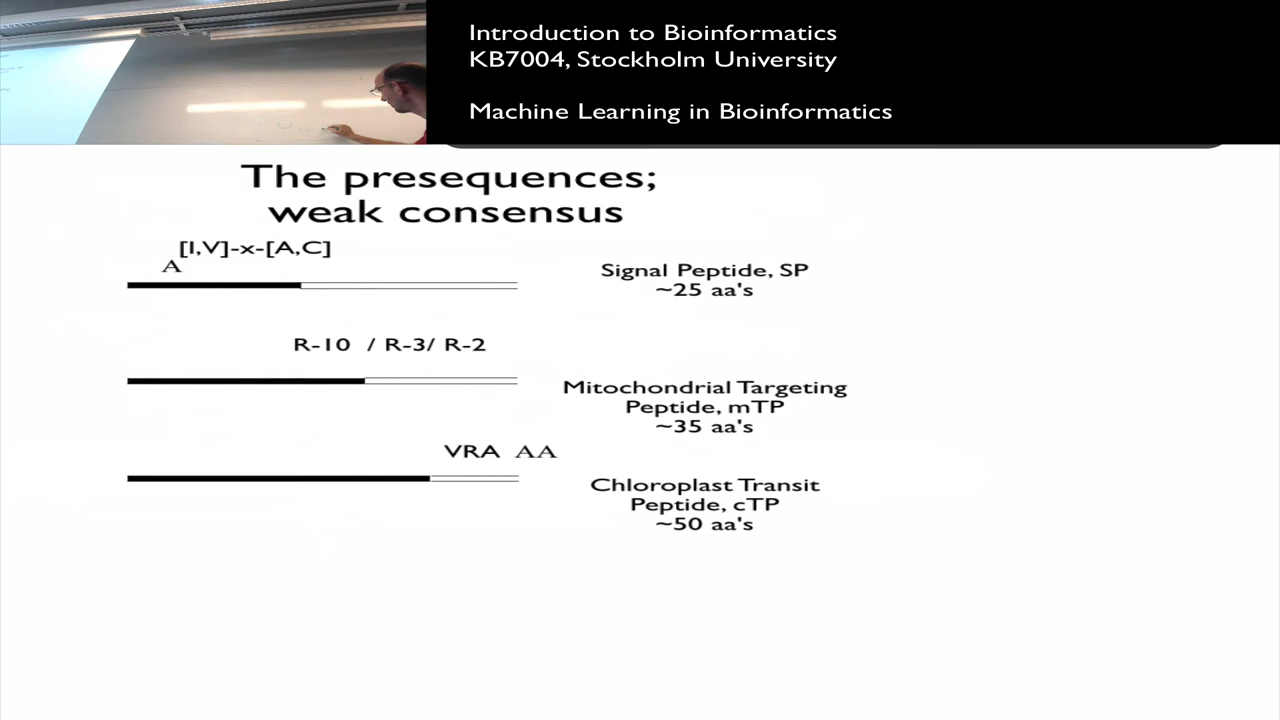 Introduction to Bioinformatics
KB7004, Stockholm University
Machine Learning in Bioinformatics
The presequences;
weak consensus
[I,V]-x-[A,C]
A
Signal Peptide, SP
~25 aa's
R-10 / R-3/ R-2
Mitochondrial Targeting
Peptide, mTP
~35 aa's
VRA AA
Chloroplast Transit
Peptide, cTP
~50 aa's